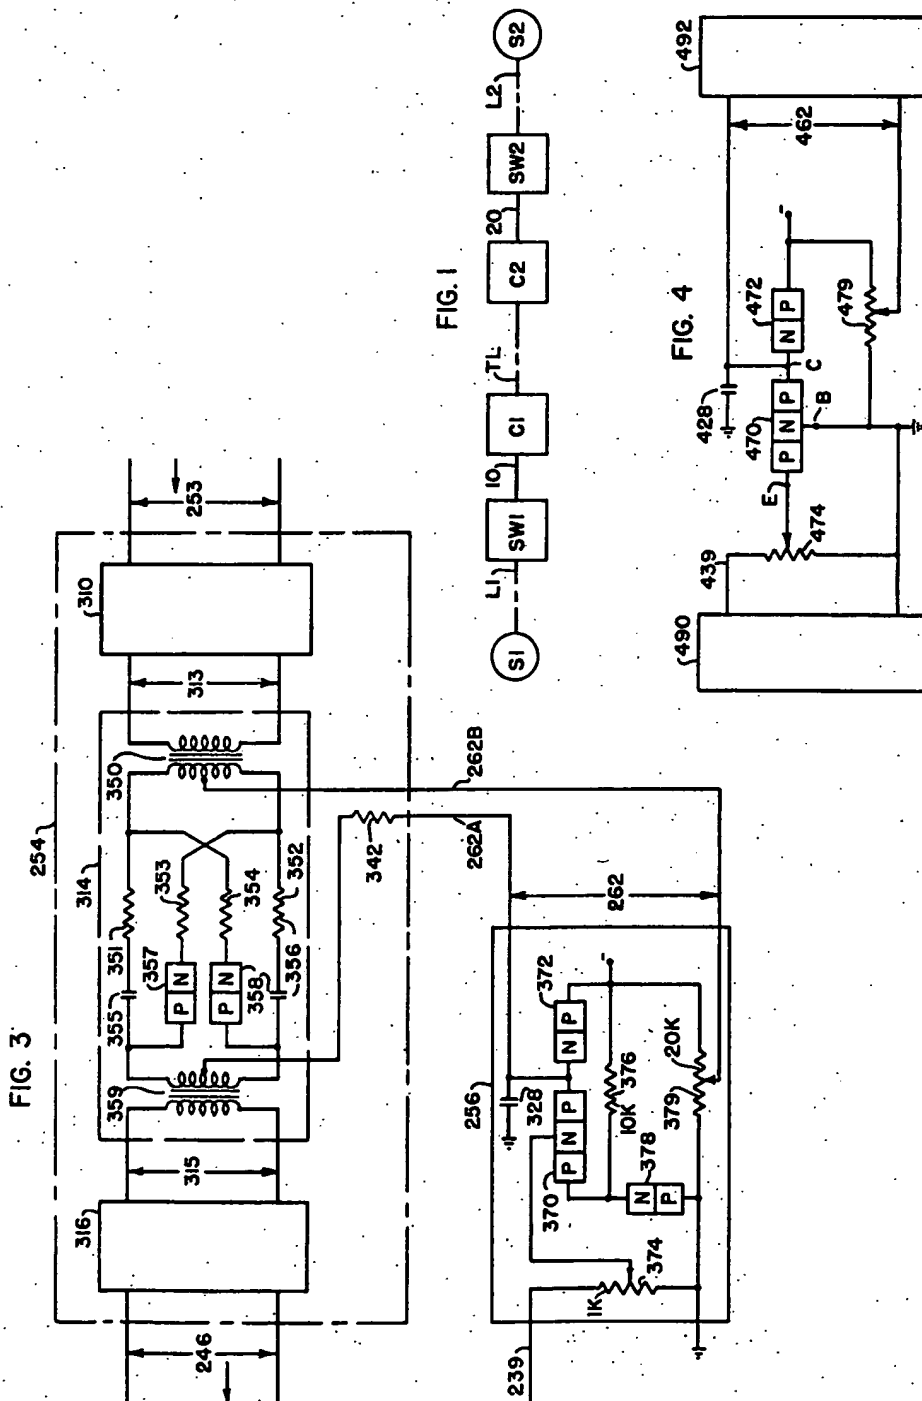 FIG. 3
254
246
316
315
314
359
355
351
357
P N
353
P N
354
358
356
352
350
313
310
253
342
262A
262B
262
256
239
1K
374
370
P N P
328
N P
372
10K
376
378
N P
379
20K
-
FIG. 1
S1
L1
SW1
10
C1
TL
C2
20
SW2
L2
S2
FIG. 4
490
439
474
E
470
P N P
B
C
428
N P
472
479
-
462
492